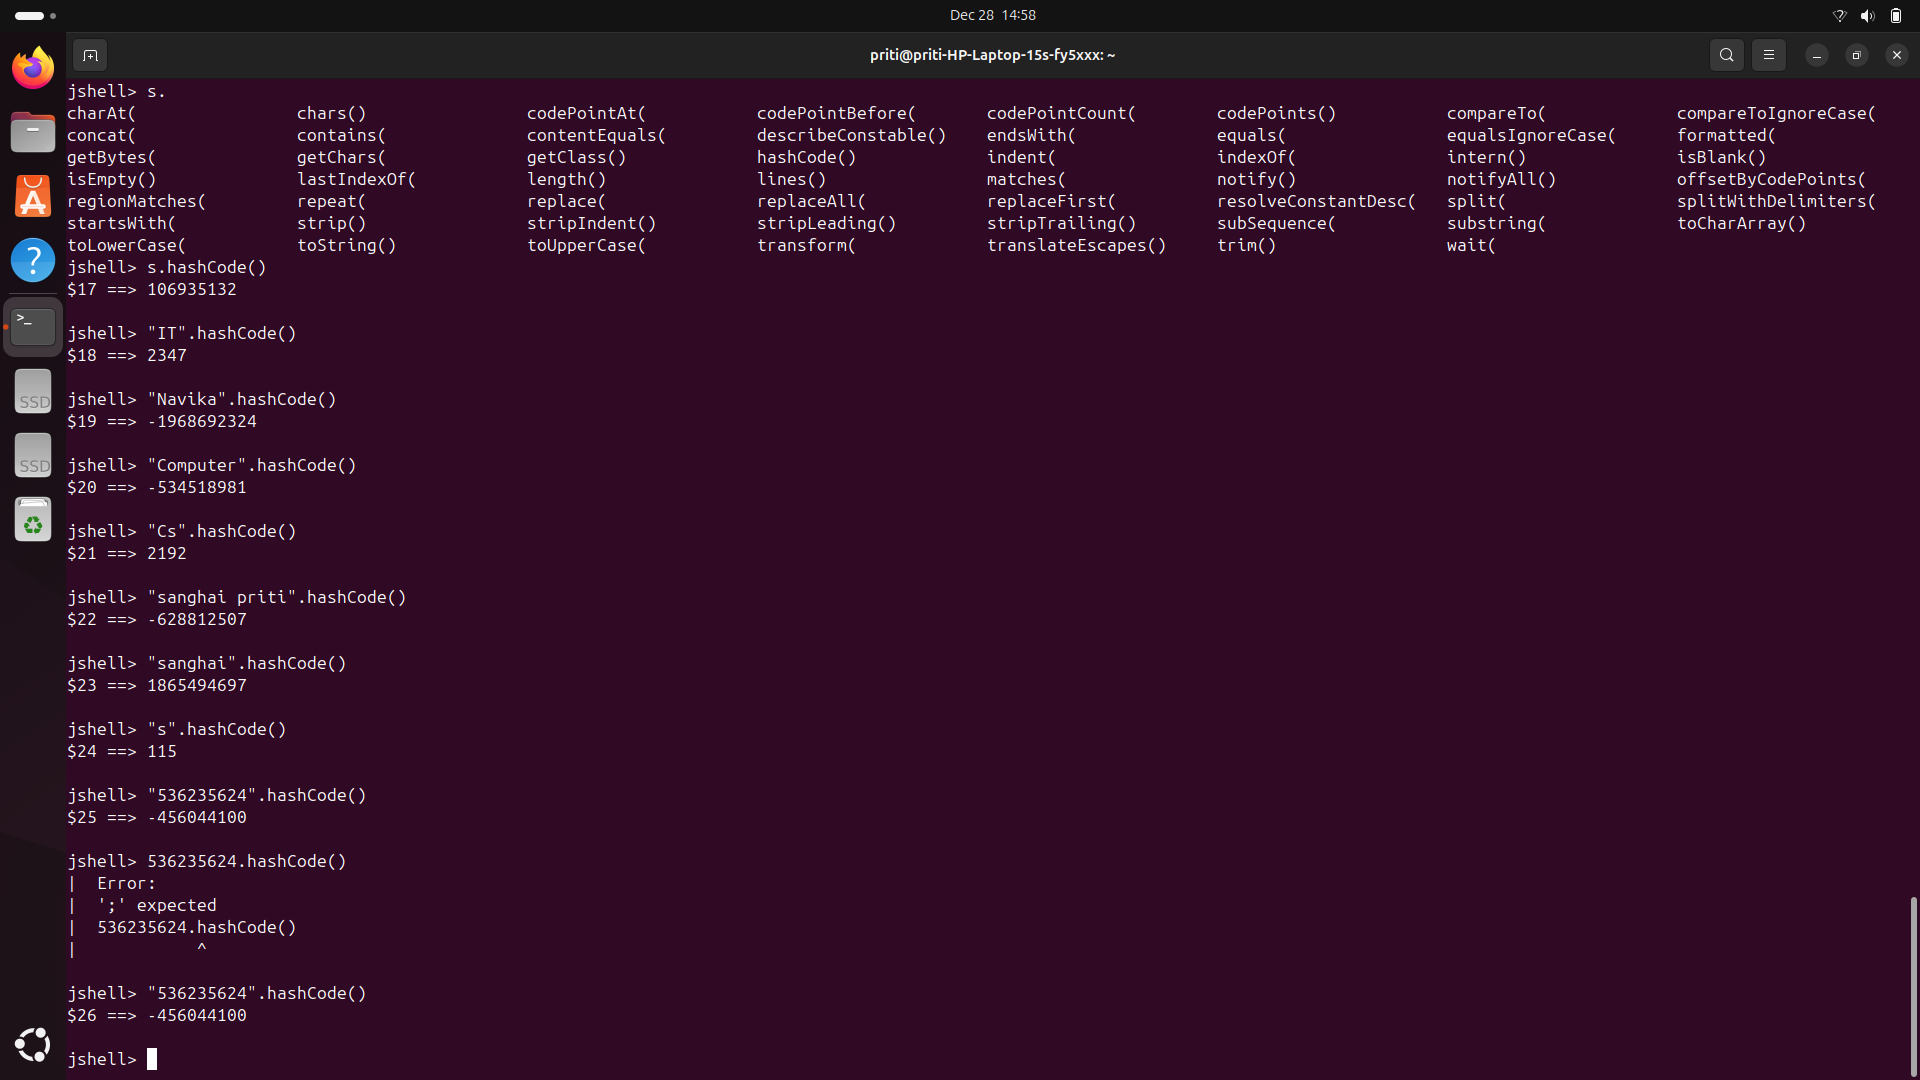 Dec 28 14:58
priti@priti-HP-Laptop-15s-fy5xxx: ~
jshell> s.
charAt( chars() codePointAt( codePointBefore( codePointCount( codePoints() compareTo( compareToIgnoreCase(
concat( contains( contentEquals( describeConstable() endsWith( equals( equalsIgnoreCase( formatted(
getBytes( getChars( getClass() hashCode() indent( indexOf( intern() isBlank()
isEmpty() lastIndexOf( length() lines() matches( notify() notifyAll() offsetByCodePoints(
regionMatches( repeat( replace( replaceAll( replaceFirst( resolveConstantDesc( split( splitWithDelimiters(
startsWith( strip() stripIndent() stripLeading() stripTrailing() subSequence( substring( toCharArray()
toLowerCase( toString() toUpperCase( transform( translateEscapes() trim() wait(
jshell> s.hashCode()
$17 ==> 106935132
jshell> "IT".hashCode()
$18 ==> 2347
jshell> "Navika".hashCode()
$19 ==> -1968692324
jshell> "Computer".hashCode()
$20 ==> -534518981
jshell> "Cs".hashCode()
$21 ==> 2192
jshell> "sanghai priti".hashCode()
$22 ==> -628812507
jshell> "sanghai".hashCode()
$23 ==> 1865494697
jshell> "s".hashCode()
$24 ==> 115
jshell> "536235624".hashCode()
$25 ==> -456044100
jshell> 536235624.hashCode()
| Error:
| ';' expected
| 536235624.hashCode()
| ^
jshell> "536235624".hashCode()
$26 ==> -456044100
jshell>
SSD
SSD